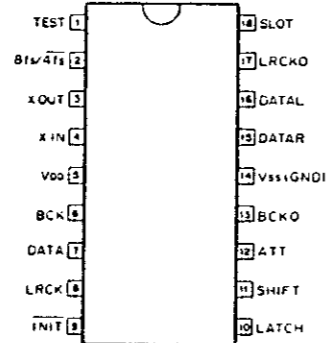 TEST 1 18 SLOT
8fs/4fs 2 17 LRCKO
XOUT 3 16 DATAL
XIN 4 15 DATAR
VDD 5 14 VSS(GND)
BCK 6 13 BCKO
DATA 7 12 ATT
LRCK 8 11 SHIFT
INIT 9 10 LATCH